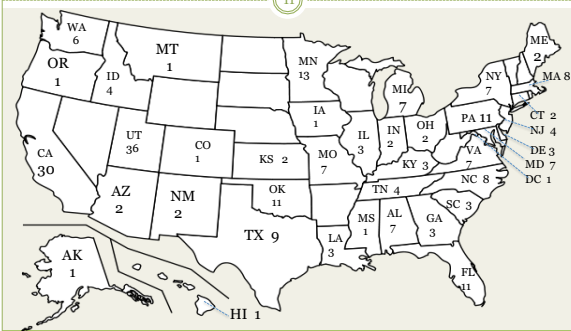 11
WA
6
OR
1
ID
4
MT
1
MN
13
IA
1
MI
7
ME
2
NY
7
MA 8
CT 2
NJ 4
DE 3
MD 7
DC 1
PA 11
OH
2
IN
2
IL
3
VA
7
KY 3
NC 8
TN 4
SC 3
CA
30
UT
36
CO
1
KS 2
MO
7
AZ
2
NM
2
OK
11
TX 9
LA
3
MS
1
AL
7
GA
3
FL
11
AK
1
HI 1